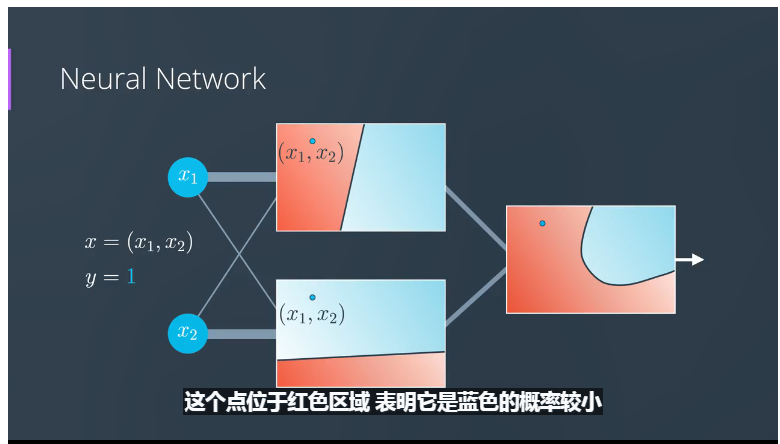 Neural Network
x₁
(x₁, x₂)
x = (x₁, x₂)
y = 1
x₂
(x₁, x₂)
这个点位于红色区域 表明它是蓝色的概率较小